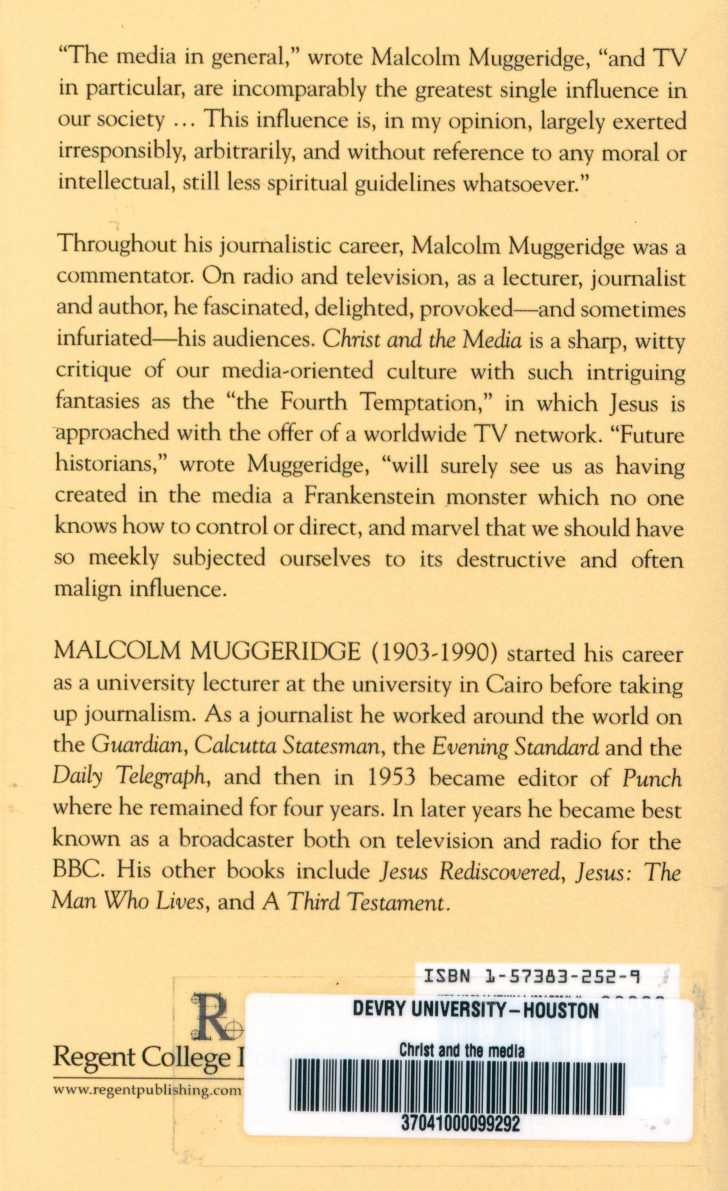 “The media in general,” wrote Malcolm Muggeridge, “and TV
in particular, are incomparably the greatest single influence in
our society ... This influence is, in my opinion, largely exerted
irresponsibly, arbitrarily, and without reference to any moral or
intellectual, still less spiritual guidelines whatsoever.”
Throughout his journalistic career, Malcolm Muggeridge was a
commentator. On radio and television, as a lecturer, journalist
and author, he fascinated, delighted, provoked—and sometimes
infuriated—his audiences. Christ and the Media is a sharp, witty
critique of our media-oriented culture with such intriguing
fantasies as the “the Fourth Temptation,” in which Jesus is
approached with the offer of a worldwide TV network. “Future
historians,” wrote Muggeridge, “will surely see us as having
created in the media a Frankenstein monster which no one
knows how to control or direct, and marvel that we should have
so meekly subjected ourselves to its destructive and often
malign influence.
MALCOLM MUGGERIDGE (1903-1990) started his career
as a university lecturer at the university in Cairo before taking
up journalism. As a journalist he worked around the world on
the Guardian, Calcutta Statesman, the Evening Standard and the
Daily Telegraph, and then in 1953 became editor of Punch
where he remained for four years. In later years he became best
known as a broadcaster both on television and radio for the
BBC. His other books include Jesus Rediscovered, Jesus: The
Man Who Lives, and A Third Testament.
ISBN 1-57383-252-9
R
DEVRY UNIVERSITY–HOUSTON
Regent College
Christ and the media
www.regentpublishing.com
37041000099292